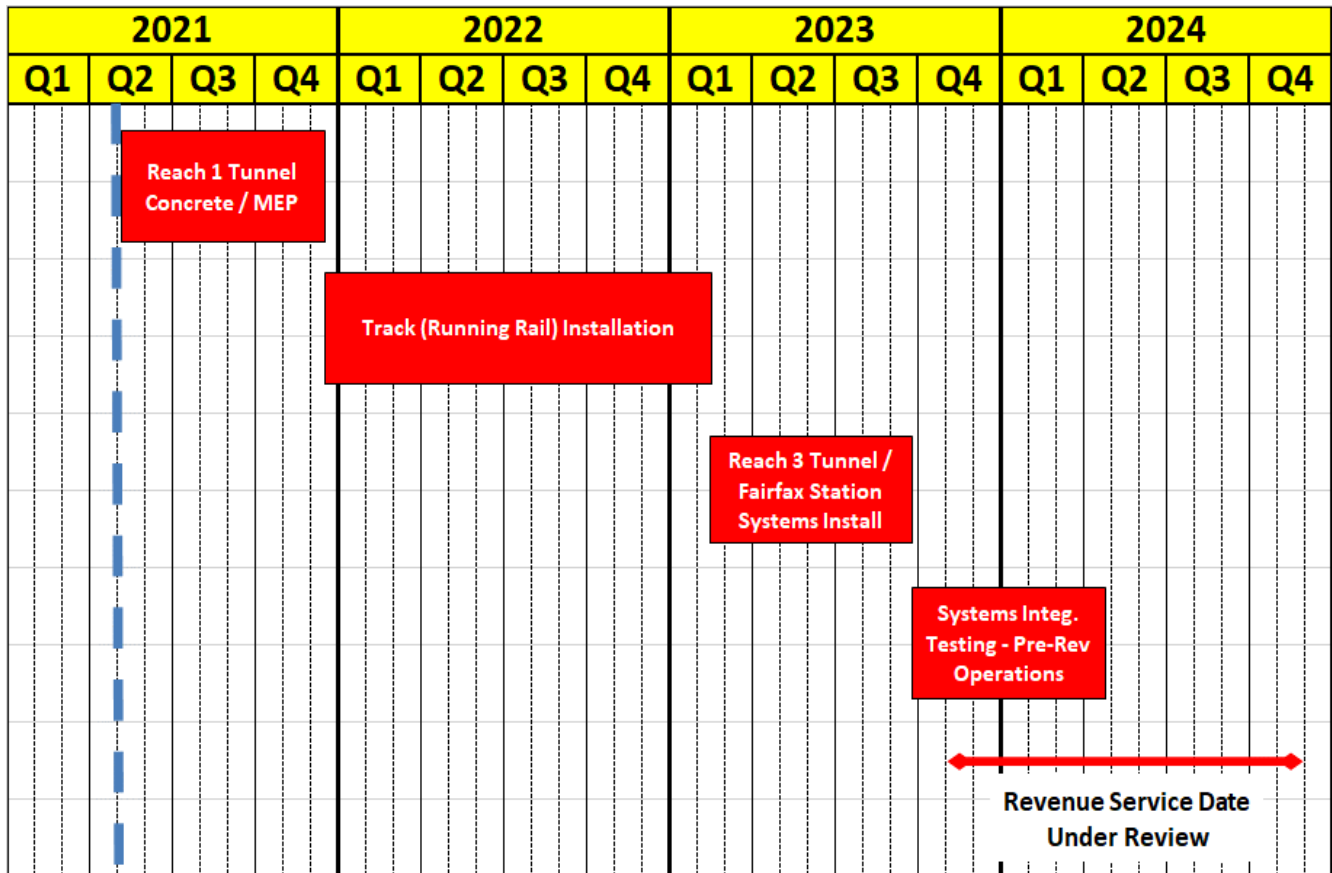 2021 2022 2023 2024
Q1 Q2 Q3 Q4 Q1 Q2 Q3 Q4 Q1 Q2 Q3 Q4 Q1 Q2 Q3 Q4
Reach 1 Tunnel
Concrete / MEP
Track (Running Rail) Installation
Reach 3 Tunnel /
Fairfax Station
Systems Install
Systems Integ.
Testing - Pre-Rev
Operations
Revenue Service Date
Under Review